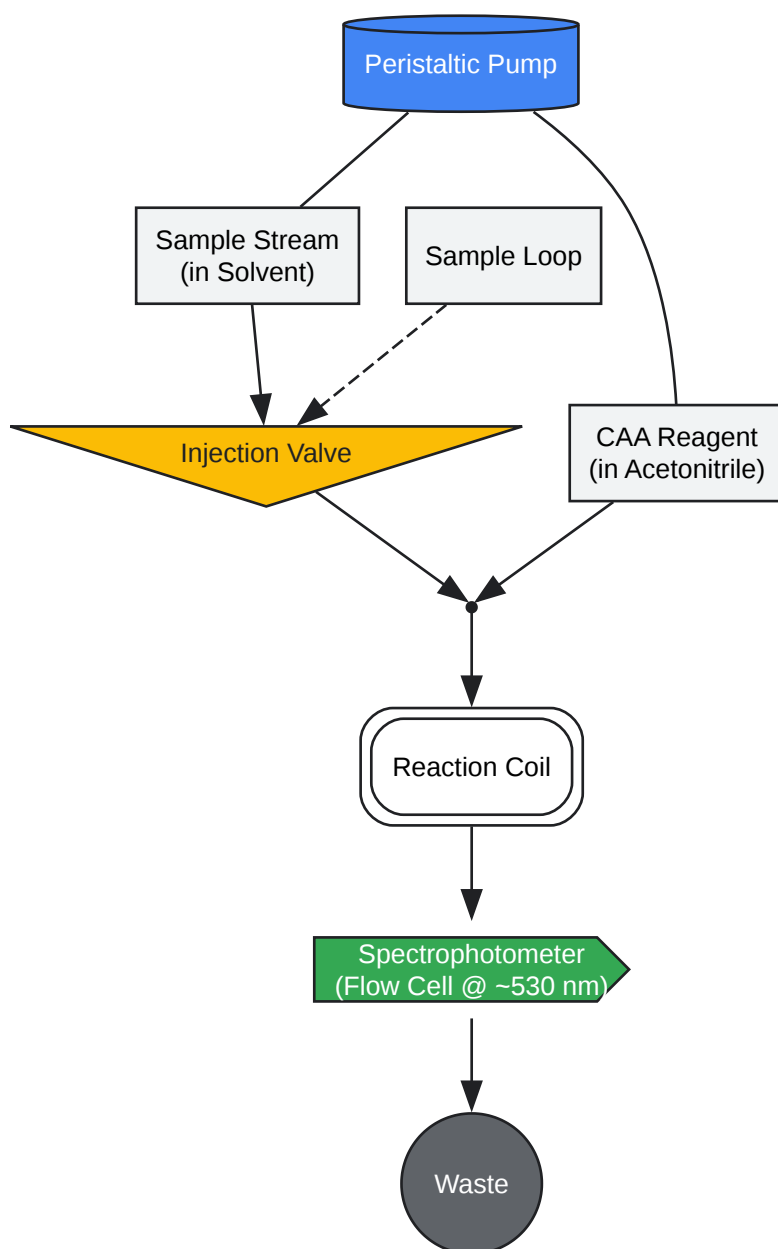 Peristaltic Pump
Sample Stream
(in Solvent)
Sample Loop
CAA Reagent
(in Acetonitrile)
Injection Valve
Reaction Coil
Spectrophotometer
(Flow Cell @ ~530 nm)
Waste